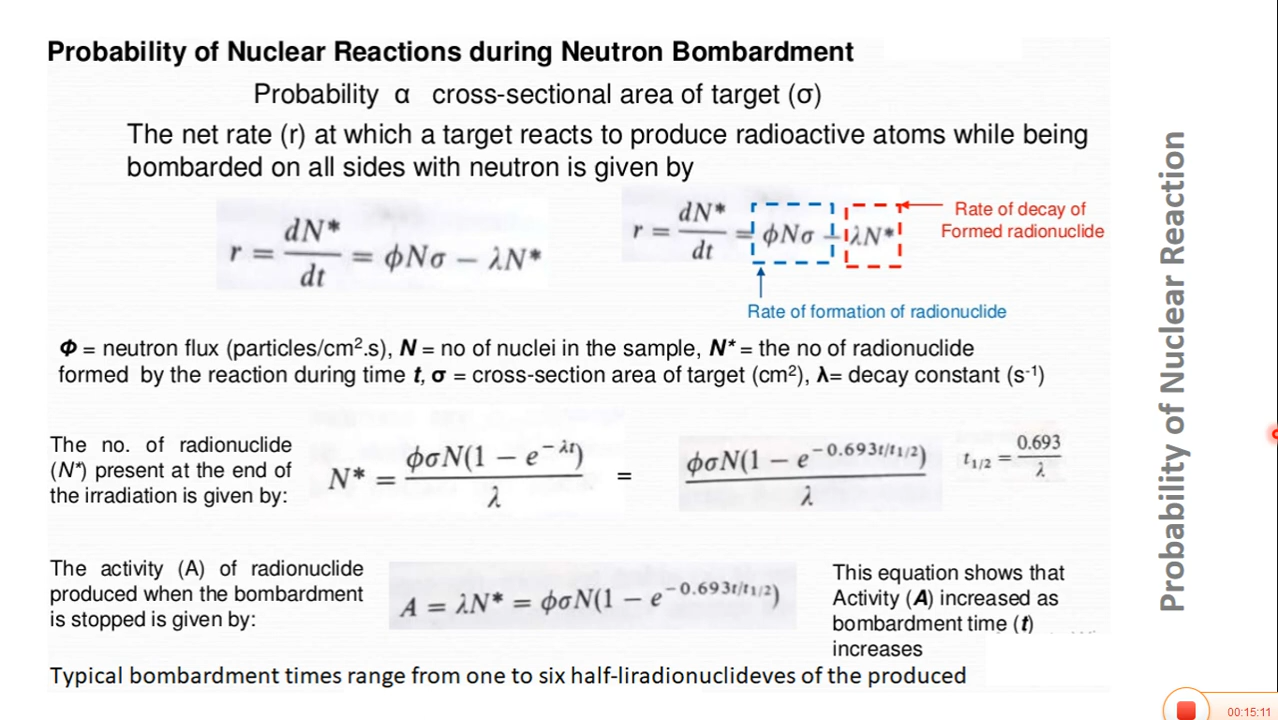 Probability of Nuclear Reactions during Neutron Bombardment
Probability α cross-sectional area of target (σ)
The net rate (r) at which a target reacts to produce radioactive atoms while being
bombarded on all sides with neutron is given by
r = dN*/dt = ϕNσ − λN*
r = dN*/dt = ϕNσ − λN*
Rate of decay of
Formed radionuclide
Rate of formation of radionuclide
Φ = neutron flux (particles/cm².s), N = no of nuclei in the sample, N* = the no of radionuclide
formed by the reaction during time t, σ = cross-section area of target (cm²), λ= decay constant (s⁻¹)
The no. of radionuclide
(N*) present at the end of
the irradiation is given by:
N* = ϕσN(1 − e^−λt)/λ = ϕσN(1 − e^−0.693t/t1/2)/λ
t1/2 = 0.693/λ
The activity (A) of radionuclide
produced when the bombardment
is stopped is given by:
A = λN* = ϕσN(1 − e^−0.693t/t1/2)
This equation shows that
Activity (A) increased as
bombardment time (t)
increases
Typical bombardment times range from one to six half-liradionuclideves of the produced
Probability of Nuclear Reaction
00:15:11